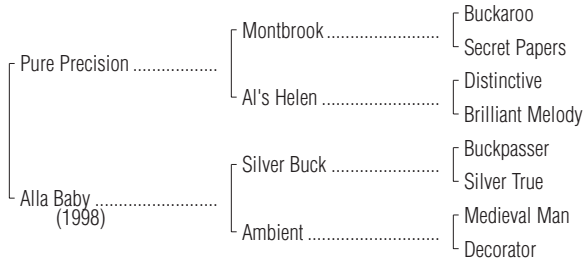 Buckaroo
Montbrook ..........................
Secret Papers
Pure Precision ..................
Distinctive
Al's Helen ...........................
Brilliant Melody
Buckpasser
Silver Buck .........................
Silver True
Alla Baby ..........................
(1998)
Medieval Man
Ambient .............................
Decorator